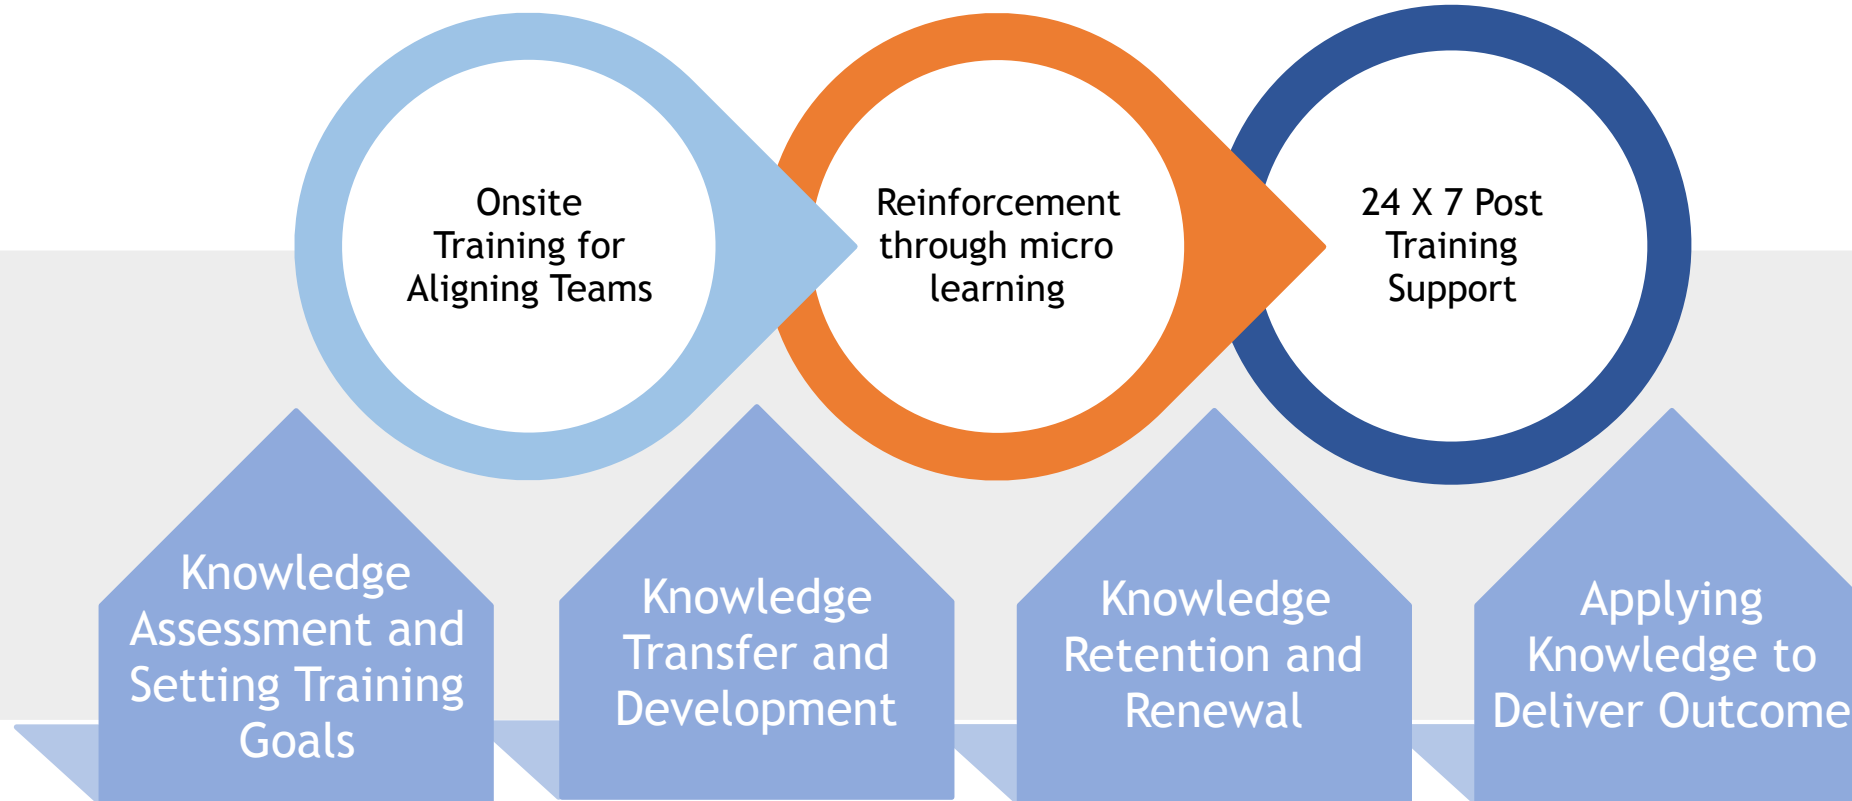 Onsite
Training for
Aligning Teams
Reinforcement
through micro
learning
24 X 7 Post
Training
Support
Knowledge
Assessment and
Setting Training
Goals
Knowledge
Transfer and
Development
Knowledge
Retention and
Renewal
Applying
Knowledge to
Deliver Outcome